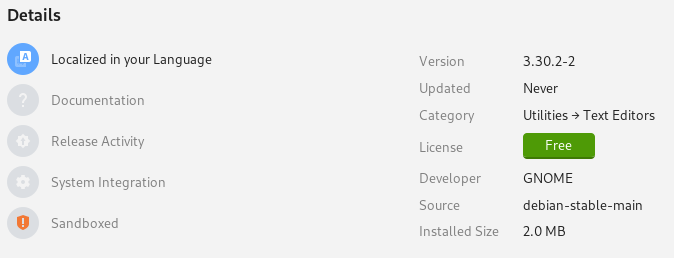 Details
Localized in your Language
Documentation
Release Activity
System Integration
Sandboxed
Version 3.30.2-2
Updated Never
Category Utilities → Text Editors
License Free
Developer GNOME
Source debian-stable-main
Installed Size 2.0 MB